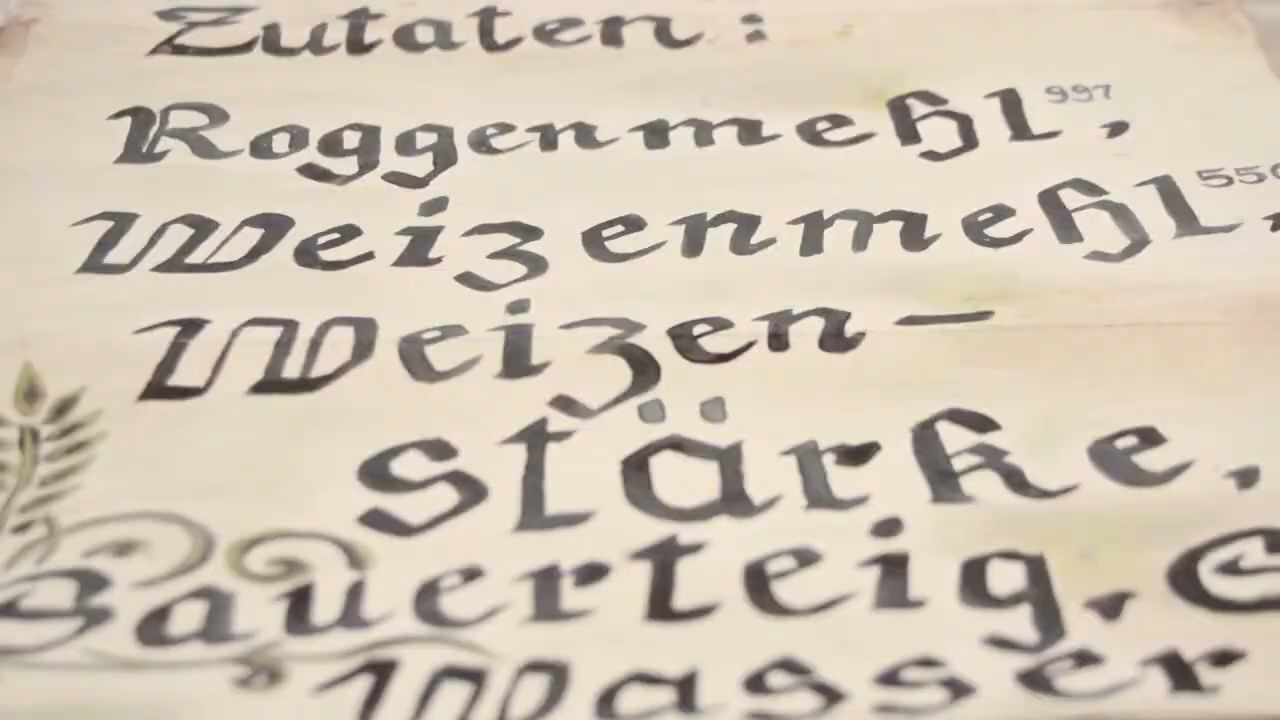 Zutaten:
Roggenmehl 997,
Weizenmehl 550,
Weizen-
stärke,
Sauerteig,
Wasser